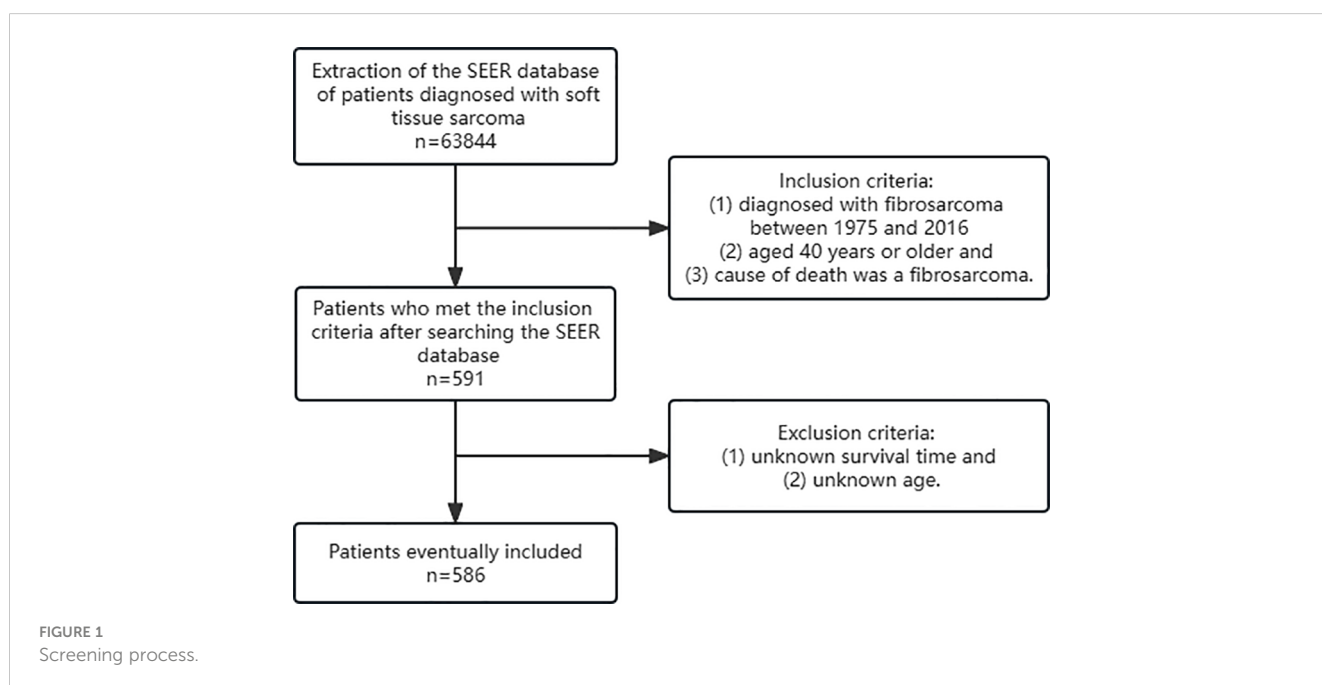 Extraction of the SEER database
of patients diagnosed with soft
tissue sarcoma
n=63844
Inclusion criteria:
(1) diagnosed with fibrosarcoma
between 1975 and 2016
(2) aged 40 years or older and
(3) cause of death was a fibrosarcoma.
Patients who met the inclusion
criteria after searching the SEER
database
n=591
Exclusion criteria:
(1) unknown survival time and
(2) unknown age.
Patients eventually included
n=586
FIGURE 1
Screening process.